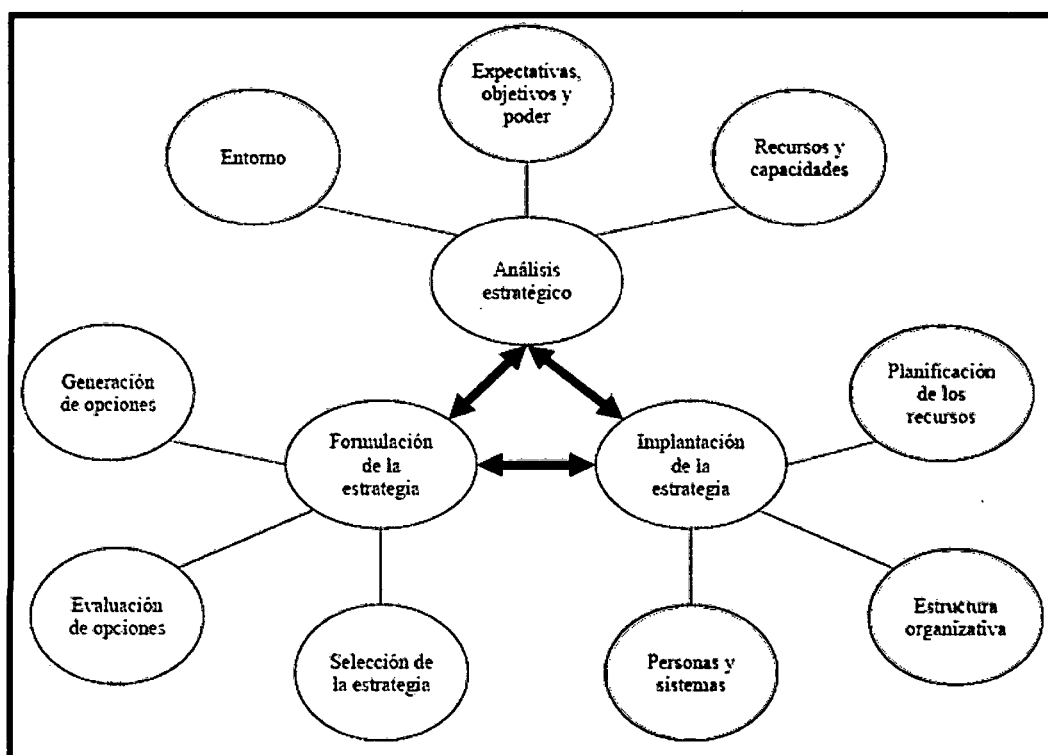 Expectativas,
objetivos y
poder
Entorno
Recursos y
capacidades
Análisis
estratégico
Generación
de opciones
Planificación
de los
recursos
Formulación
de la
estrategia
Implantación
de la
estrategia
Evaluación
de opciones
Estructura
organizativa
Selección de
la estrategia
Personas y
sistemas